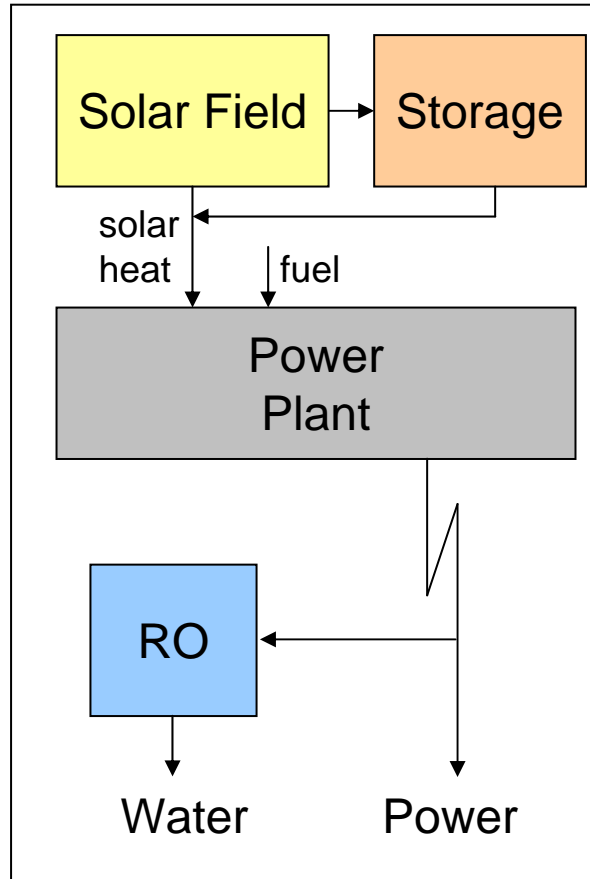 Solar Field
Storage
solar
heat
fuel
Power
Plant
RO
Water
Power